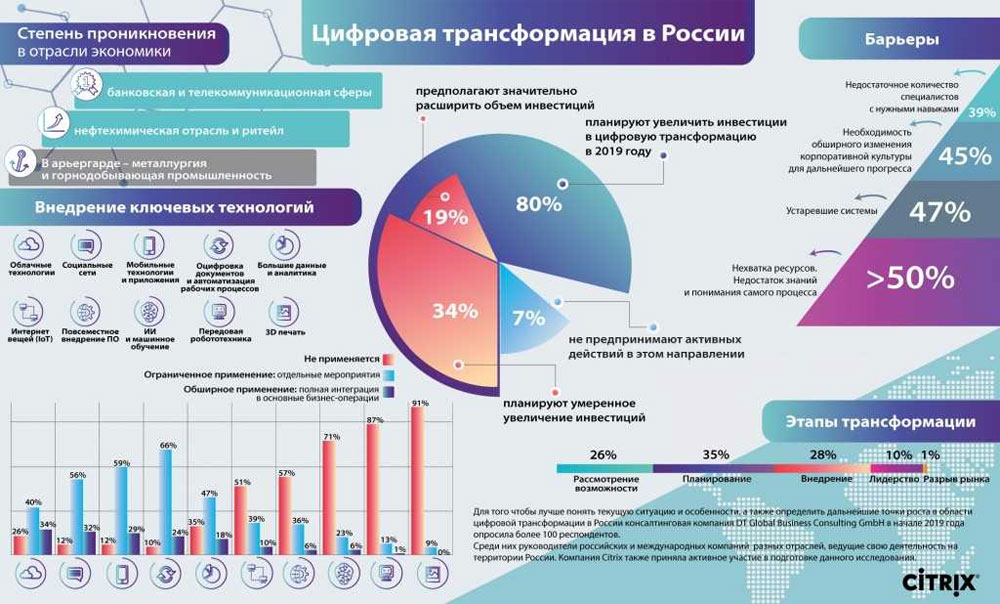 Степень проникновения
в отрасли экономики
банковская и телекоммуникационная сферы
нефтехимическая отрасль и ритейл
В арьергарде – металлургия
и горнодобывающая промышленность
Цифровая трансформация в России
предполагают значительно
расширить объем инвестиций
планируют увеличить инвестиции
в цифровую трансформацию
в 2019 году
80%
19%
34%
7%
не предпринимают активных
действий в этом направлении
планируют умеренное
увеличение инвестиций
Барьеры
Недостаточное количество
специалистов
с нужными навыками
39%
Необходимость
обширного изменения
корпоративной культуры
для дальнейшего прогресса
45%
Устаревшие системы
47%
Нехватка ресурсов.
Недостаток знаний
и понимания самого процесса
>50%
Внедрение ключевых технологий
Облачные
технологии
Социальные
сети
Мобильные
технологии
и приложения
Оцифровка
документов
и автоматизация
рабочих процессов
Большие данные
и аналитика
Интернет
вещей (IoT)
Повсеместное
внедрение ПО
ИИ
и машинное
обучение
Передовая
робототехника
3D печать
Не применяется
Ограниченное применение: отдельные мероприятия
Обширное применение: полная интеграция
в основные бизнес-операции
26% 40% 34%
12% 56% 32%
12% 59% 29%
10% 66% 24%
35% 47% 18%
51% 39% 10%
57% 36% 6%
71% 23% 6%
87% 13% 1%
91% 9% 0%
Этапы трансформации
26% 35% 28% 10% 1%
Рассмотрение
возможности
Планирование
Внедрение
Лидерство
Разрыв рынка
Для того чтобы лучше понять текущую ситуацию и особенности, а также определить дальнейшие точки роста в области
цифровой трансформации в России консалтинговая компания DT Global Business Consulting GmbH в начале 2019 года
опросила более 100 респондентов.
Среди них руководители российских и международных компаний разных отраслей, ведущие свою деятельность на
территории России. Компания Citrix также приняла активное участие в подготовке данного исследования.
CİTRIX